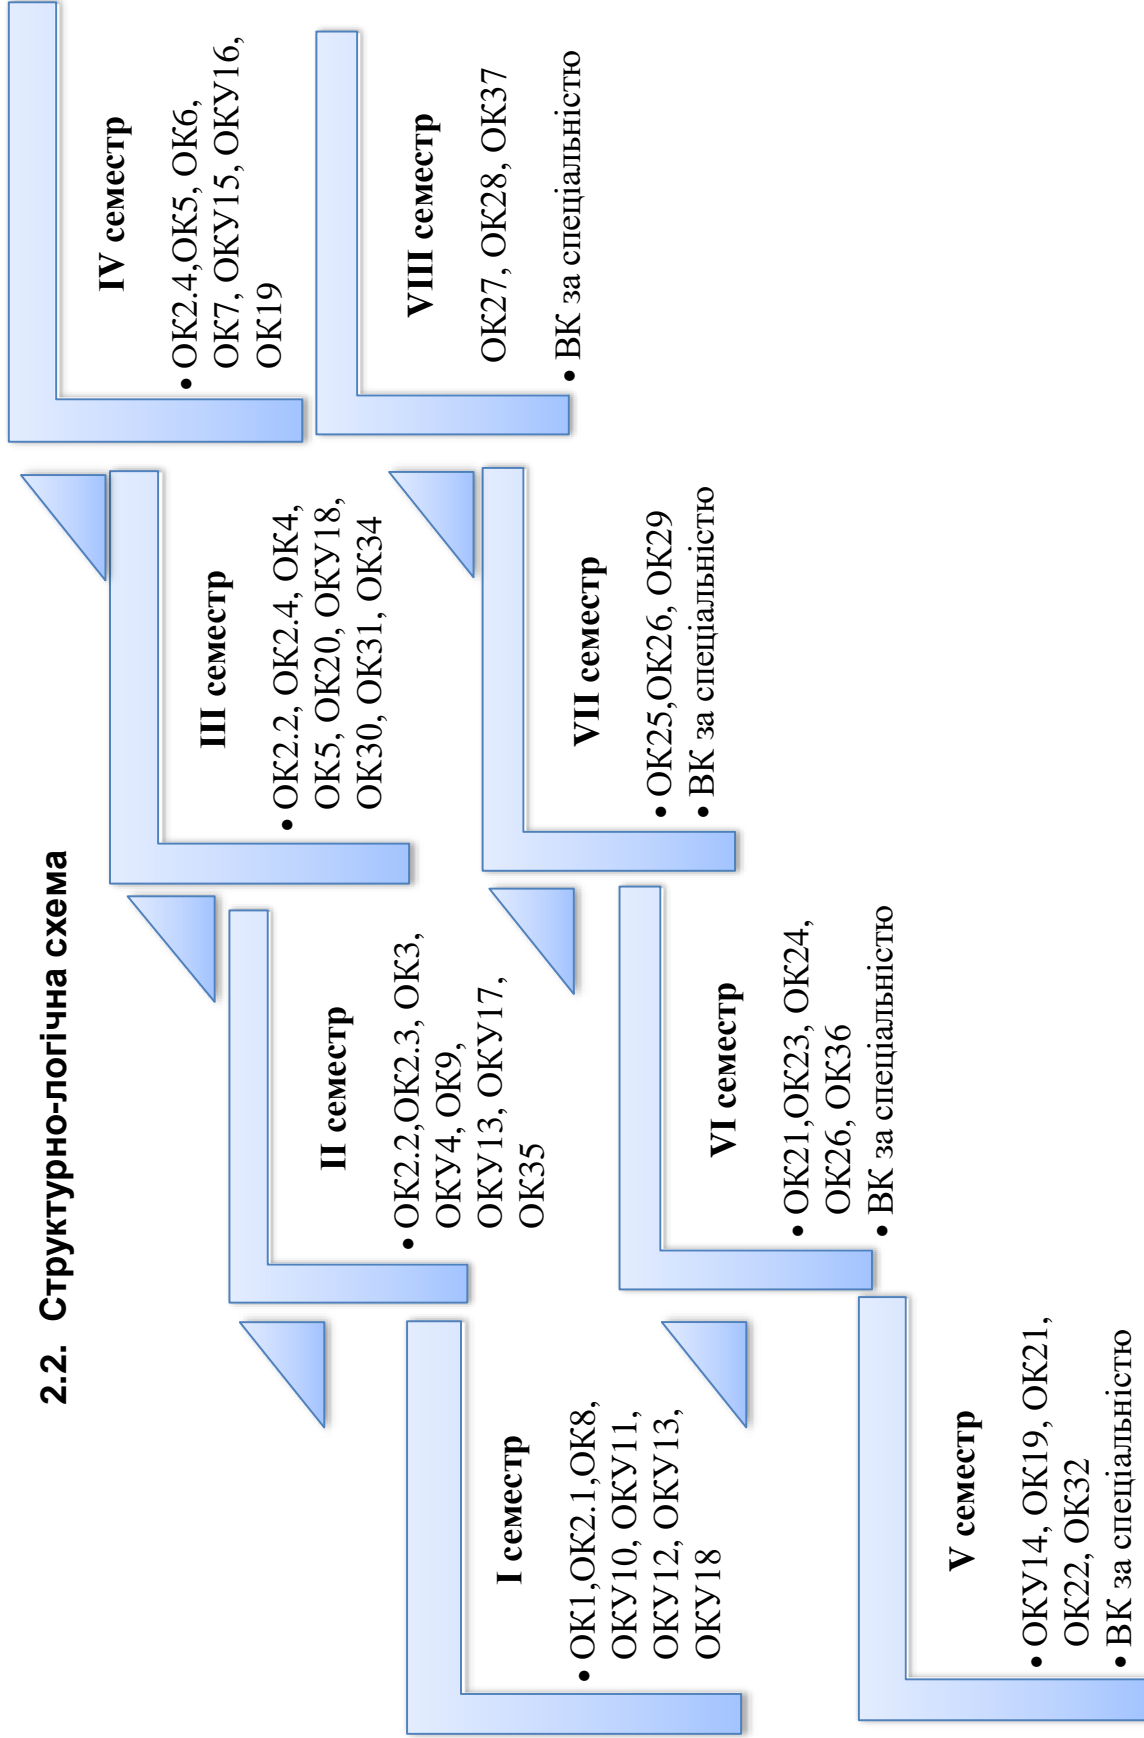 2.2. Структурно-логічна схема
I семестр
• ОК1,ОК2.1,ОК8,
ОКУ10, ОКУ11,
ОКУ12, ОКУ13,
ОКУ18
II семестр
• ОК2.2,ОК2.3, ОК3,
ОКУ4, ОК9,
ОКУ13, ОКУ17,
ОК35
III семестр
• ОК2.2, ОК2.4, ОК4,
ОК5, ОК20, ОКУ18,
ОК30, ОК31, ОК34
IV семестр
• ОК2.4,ОК5, ОК6,
ОК7, ОКУ15, ОКУ16,
ОК19
V семестр
• ОКУ14, ОК19, ОК21,
ОК22, ОК32
• ВК за спеціальністю
VI семестр
• ОК21,ОК23, ОК24,
ОК26, ОК36
• ВК за спеціальністю
VII семестр
• ОК25,ОК26, ОК29
• ВК за спеціальністю
VIII семестр
ОК27, ОК28, ОК37
• ВК за спеціальністю